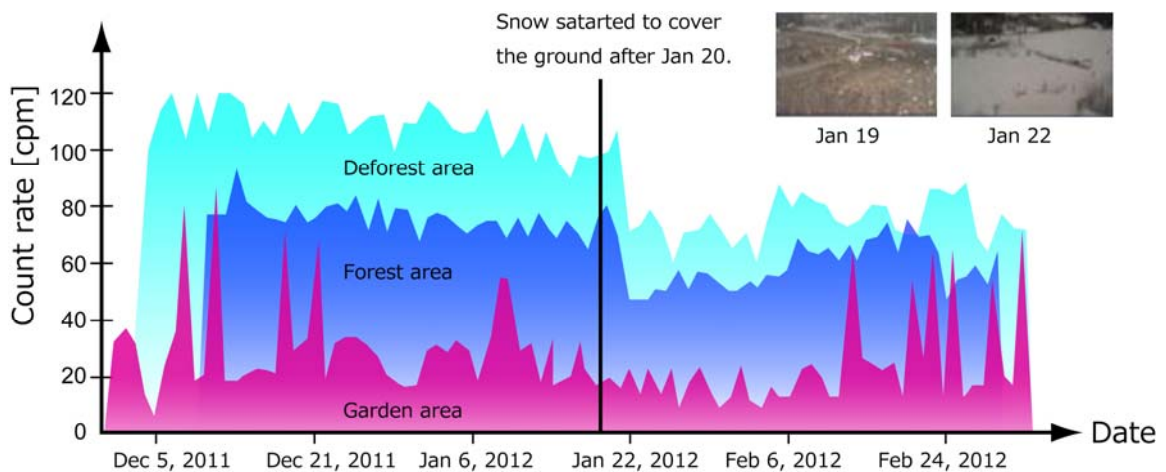 Snow satarted to cover
the ground after Jan 20.
Jan 19
Jan 22
Count rate [cpm]
120
100
80
60
40
20
0
Deforest area
Forest area
Garden area
Dec 5, 2011
Dec 21, 2011
Jan 6, 2012
Jan 22, 2012
Feb 6, 2012
Feb 24, 2012
Date